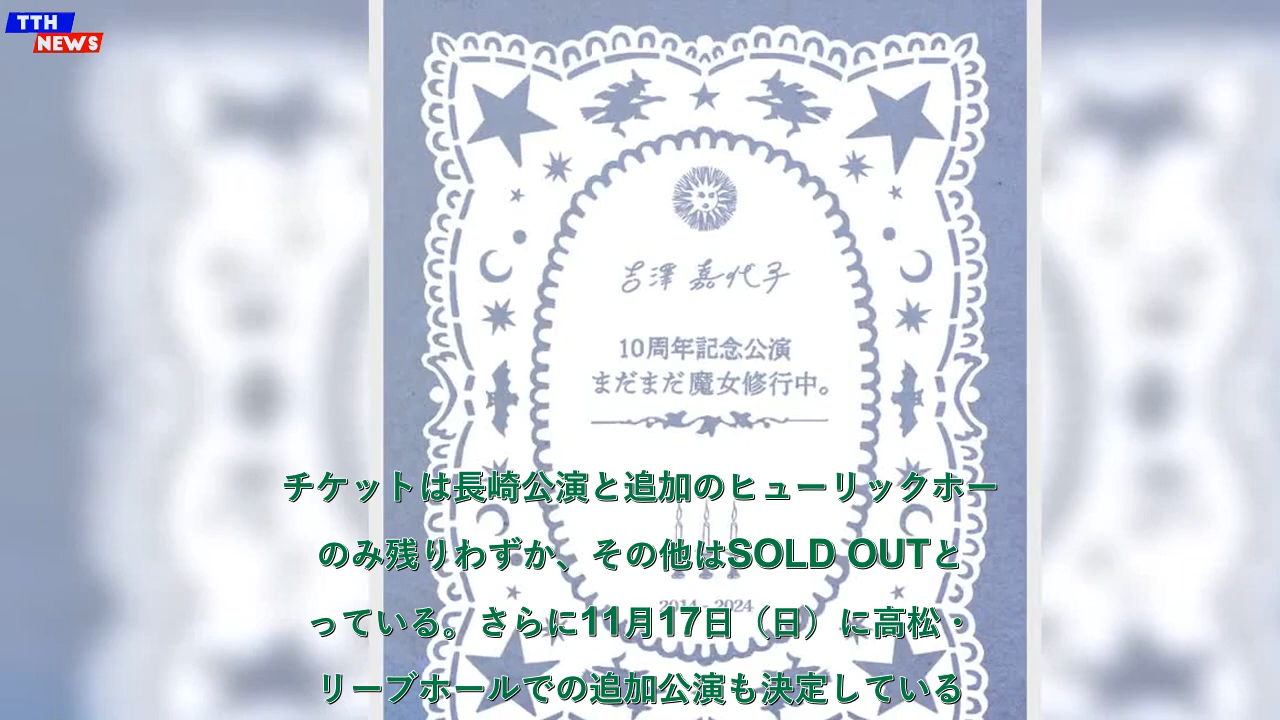 TTH
NEWS
吉澤 嘉代子
10周年記念公演
まだまだ魔女修行中。
チケットは長崎公演と追加のヒューリックホー
のみ残りわずか、その他はSOLD OUTと
2014 - 2024
っている。さらに11月17日（日）に高松・
リーブホールでの追加公演も決定している